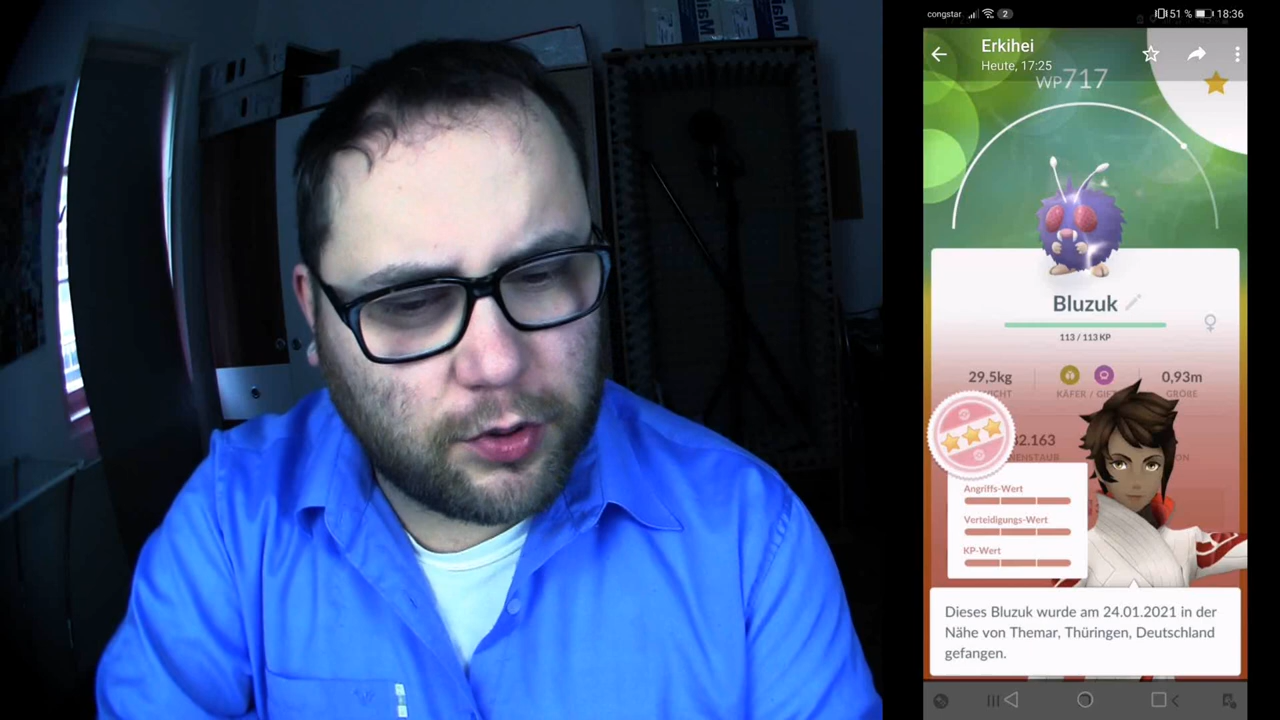 congstar 2 51 % 18:36
Erkihei
Heute, 17:25
WP717
Bluzuk
113 / 113 KP
29,5kg
0,93m
KÄFER / GIFT
GRÖẞE
Angriffs-Wert
Verteidigungs-Wert
KP-Wert
Dieses Bluzuk wurde am 24.01.2021 in der
Nähe von Themar, Thüringen, Deutschland
gefangen.